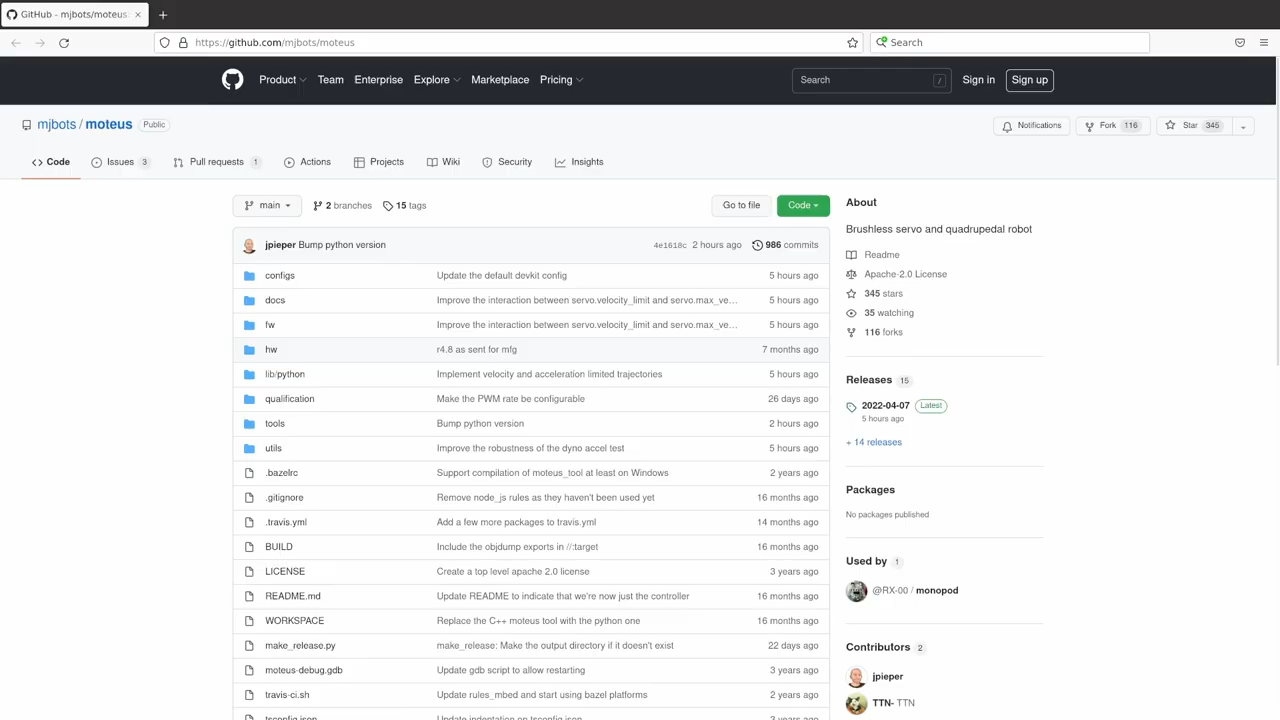 GitHub - mjbots/moteus:
https://github.com/mjbots/moteus
Search
Product Team Enterprise Explore Marketplace Pricing
Search /
Sign in Sign up
mjbots / moteus Public
Notifications Fork 116 Star 345
Code Issues 3 Pull requests 1 Actions Projects Wiki Security Insights
main 2 branches 15 tags
Go to file Code
jpieper Bump python version 4e1618c 2 hours ago 986 commits
configs Update the default devkit config 5 hours ago
docs Improve the interaction between servo.velocity_limit and servo.max_ve… 5 hours ago
fw Improve the interaction between servo.velocity_limit and servo.max_ve… 5 hours ago
hw r4.8 as sent for mfg 7 months ago
lib/python Implement velocity and acceleration limited trajectories 5 hours ago
qualification Make the PWM rate be configurable 26 days ago
tools Bump python version 2 hours ago
utils Improve the robustness of the dyno accel test 5 hours ago
.bazelrc Support compilation of moteus_tool at least on Windows 2 years ago
.gitignore Remove node_js rules as they haven't been used yet 16 months ago
.travis.yml Add a few more packages to travis.yml 14 months ago
BUILD Include the objdump exports in //:target 16 months ago
LICENSE Create a top level apache 2.0 license 3 years ago
README.md Update README to indicate that we're now just the controller 16 months ago
WORKSPACE Replace the C++ moteus tool with the python one 16 months ago
make_release.py make_release: Make the output directory if it doesn't exist 22 days ago
moteus-debug.gdb Update gdb script to allow restarting 3 years ago
travis-ci.sh Update rules_mbed and start using bazel platforms 2 years ago
tsconfig.json Update indentation on tsconfig.json 3 years ago
About
Brushless servo and quadrupedal robot
Readme
Apache-2.0 License
345 stars
35 watching
116 forks
Releases 15
2022-04-07 Latest
5 hours ago
+ 14 releases
Packages
No packages published
Used by 1
@RX-00 / monopod
Contributors 2
jpieper
TTN- TTN